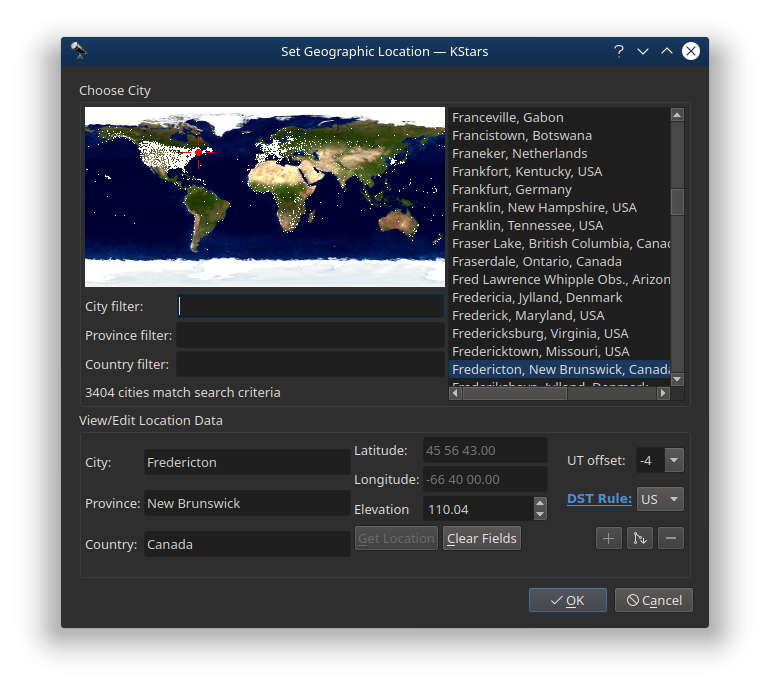 Set Geographic Location — KStars
Choose City
Franceville, Gabon
Francistown, Botswana
Franeker, Netherlands
Frankfort, Kentucky, USA
Frankfurt, Germany
Franklin, New Hampshire, USA
Franklin, Tennessee, USA
Fraser Lake, British Columbia, Canad
Fraserdale, Ontario, Canada
Fred Lawrence Whipple Obs., Arizon
Fredericia, Jylland, Denmark
Frederick, Maryland, USA
Fredericksburg, Virginia, USA
Fredericktown, Missouri, USA
Fredericton, New Brunswick, Canada
Frederikshavn, Jylland, Denmark
City filter:
Province filter:
Country filter:
3404 cities match search criteria
View/Edit Location Data
City: Fredericton
Province: New Brunswick
Country: Canada
Latitude: 45 56 43.00
Longitude: -66 40 00.00
Elevation 110.04
Get Location Clear Fields
UT offset: -4
DST Rule: US
OK Cancel